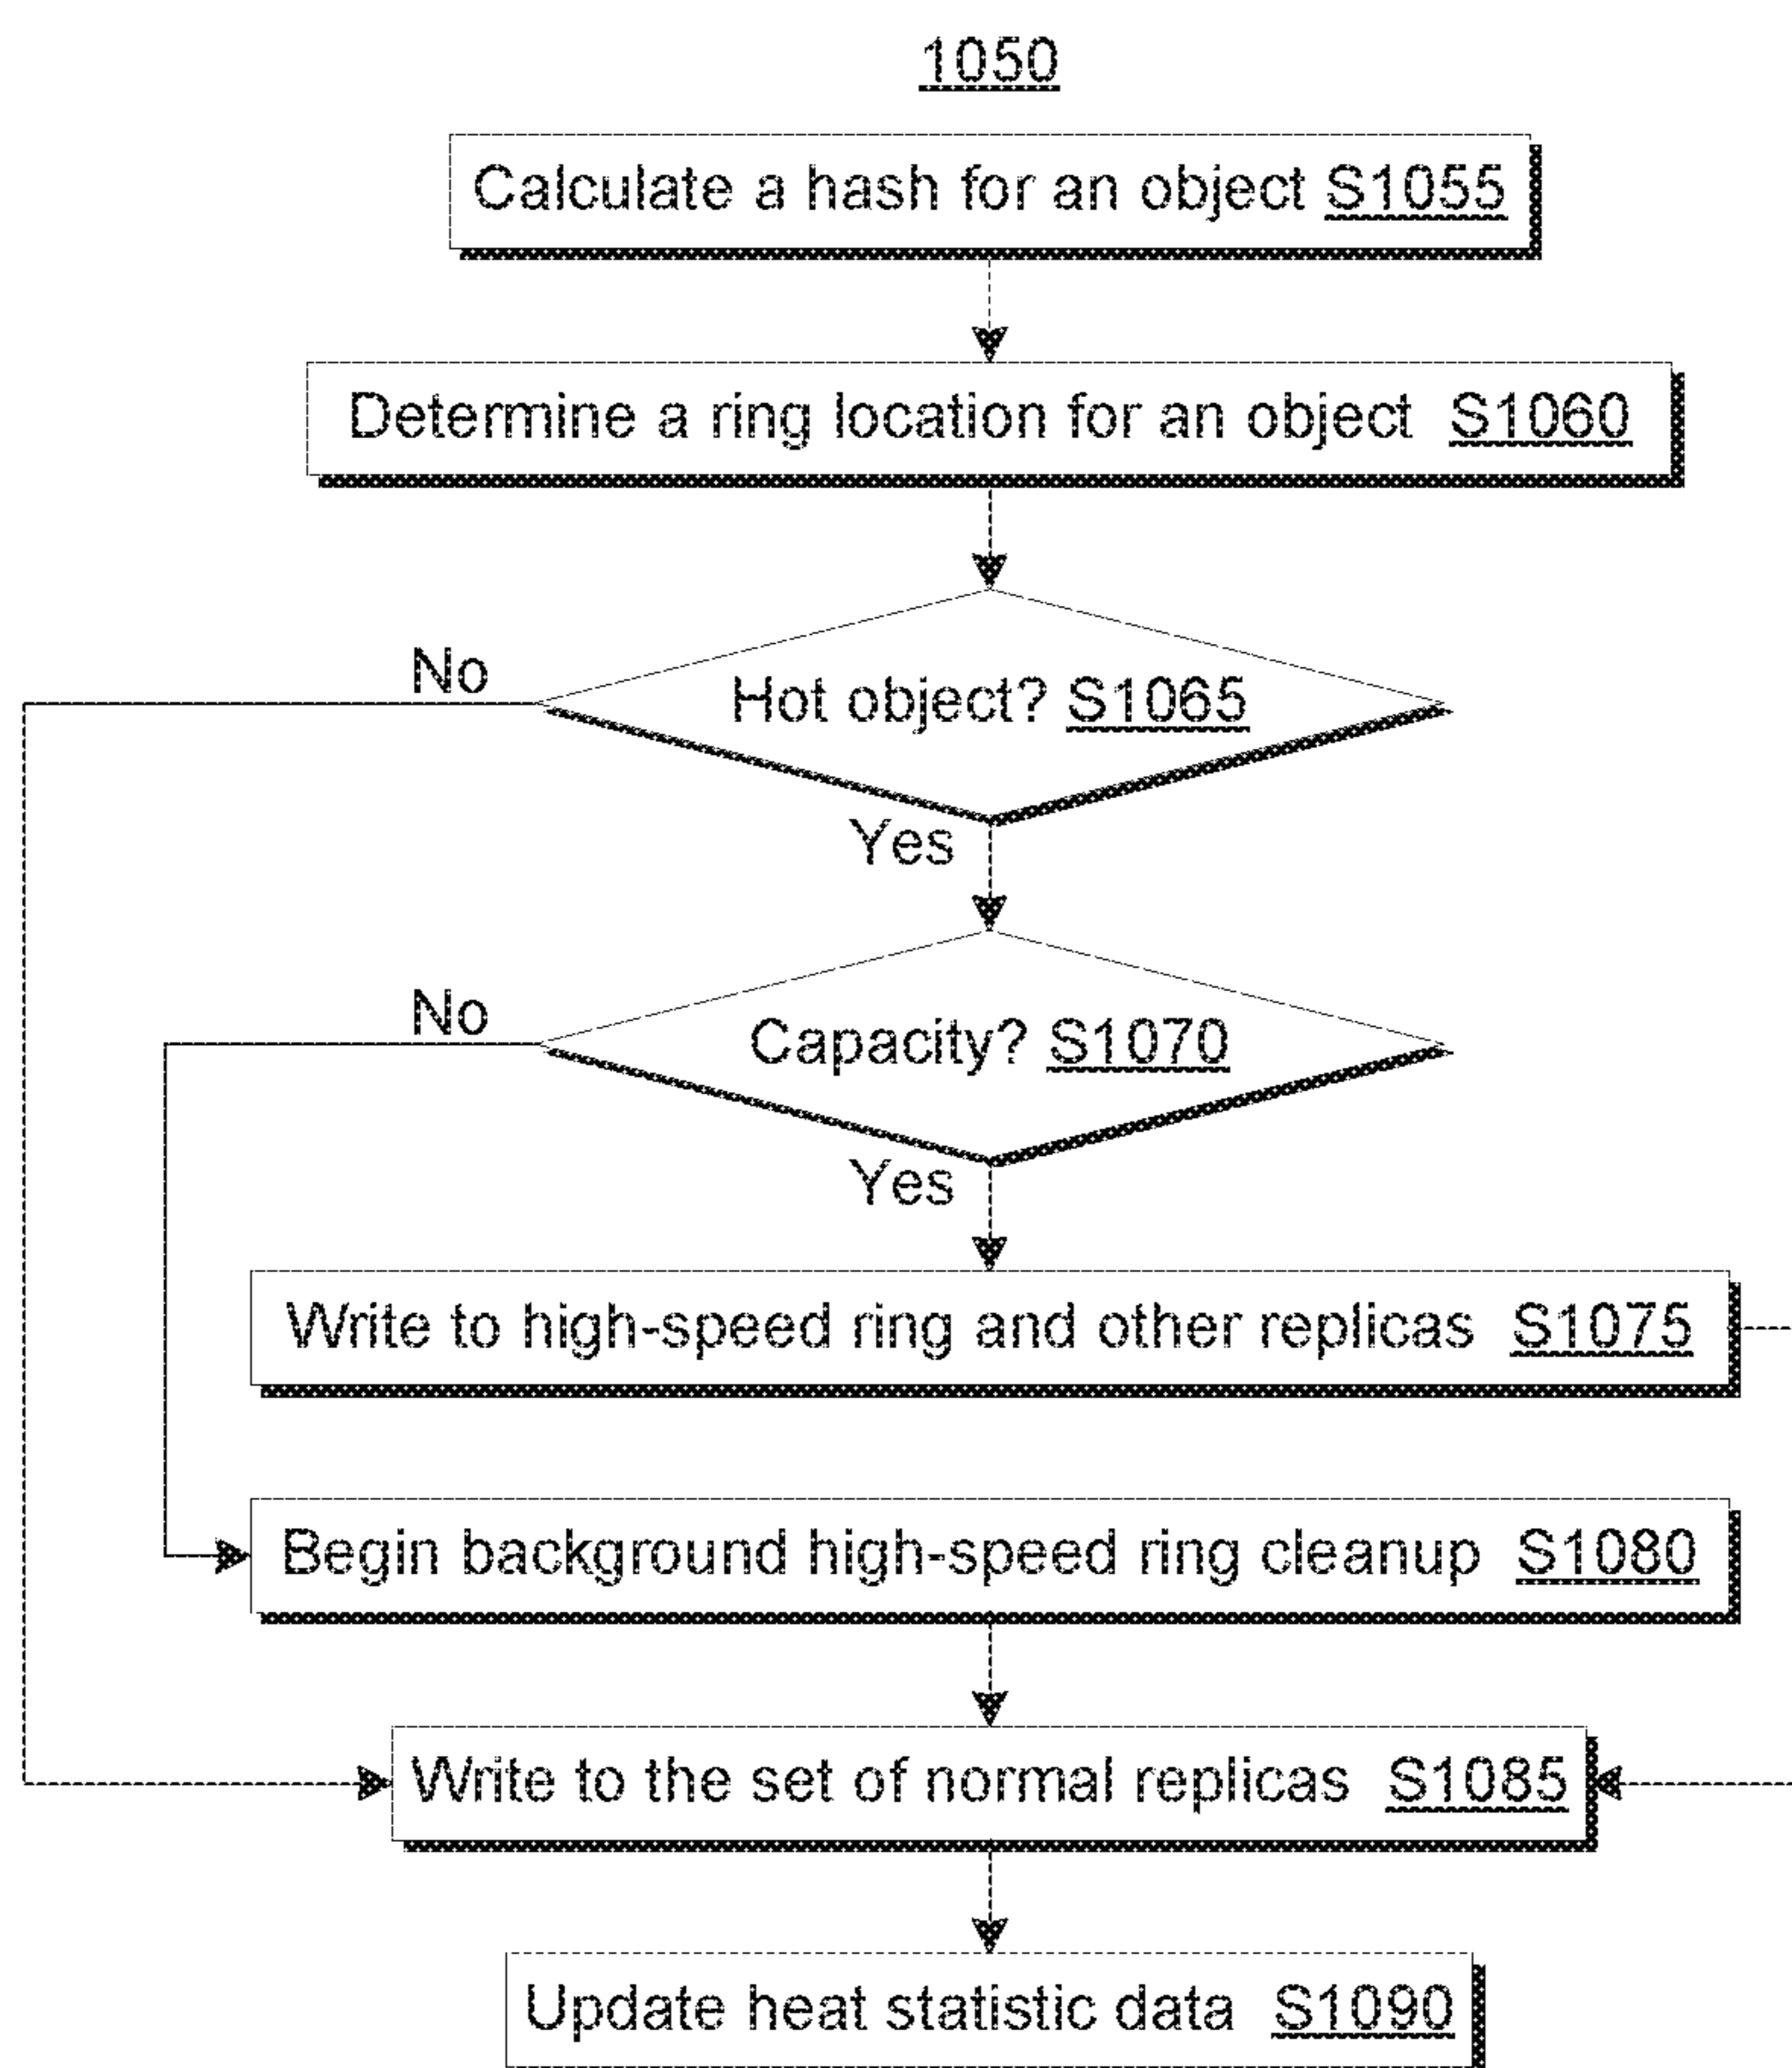 1050
Calculate a hash for an object S1055
Determine a ring location for an object S1060
No
Hot object? S1065
Yes
No
Capacity? S1070
Yes
Write to high-speed ring and other replicas S1075
Begin background high-speed ring cleanup S1080
Write to the set of normal replicas S1085
Update heat statistic data S1090